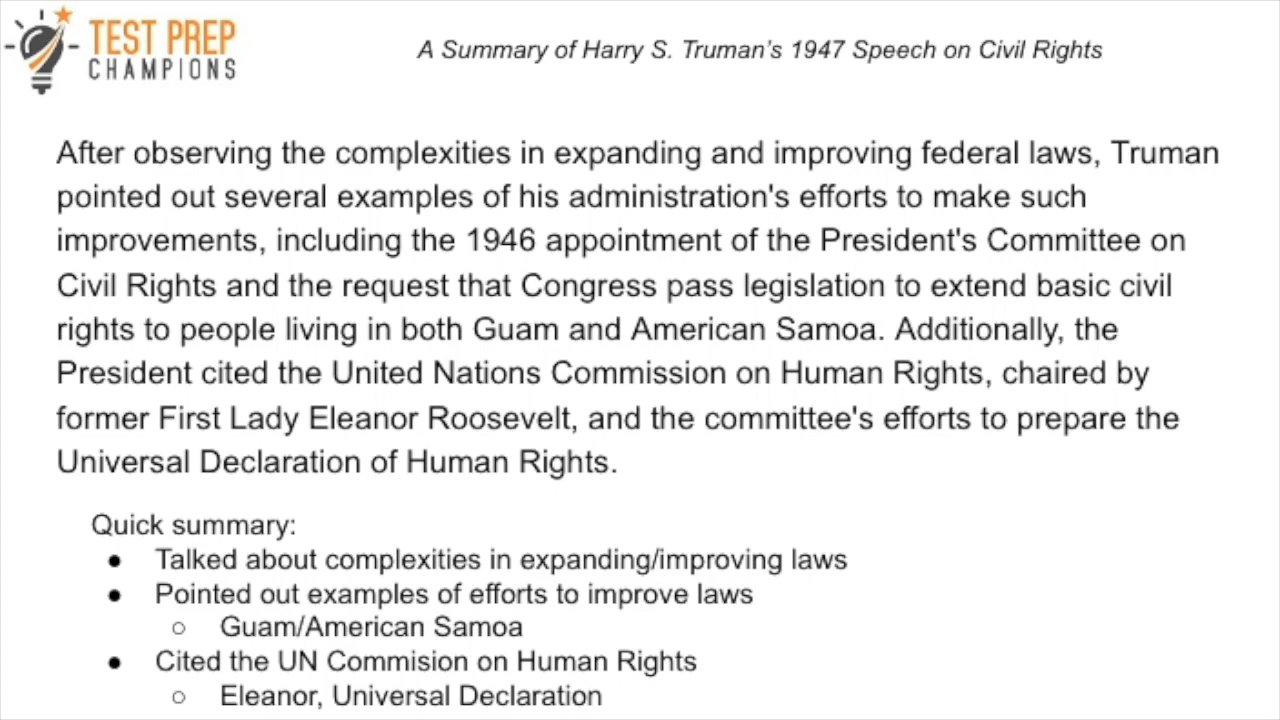 TEST PREP
CHAMPIONS
A Summary of Harry S. Truman's 1947 Speech on Civil Rights
After observing the complexities in expanding and improving federal laws, Truman
pointed out several examples of his administration's efforts to make such
improvements, including the 1946 appointment of the President's Committee on
Civil Rights and the request that Congress pass legislation to extend basic civil
rights to people living in both Guam and American Samoa. Additionally, the
President cited the United Nations Commission on Human Rights, chaired by
former First Lady Eleanor Roosevelt, and the committee's efforts to prepare the
Universal Declaration of Human Rights.
Quick summary:
● Talked about complexities in expanding/improving laws
● Pointed out examples of efforts to improve laws
○ Guam/American Samoa
● Cited the UN Commision on Human Rights
○ Eleanor, Universal Declaration